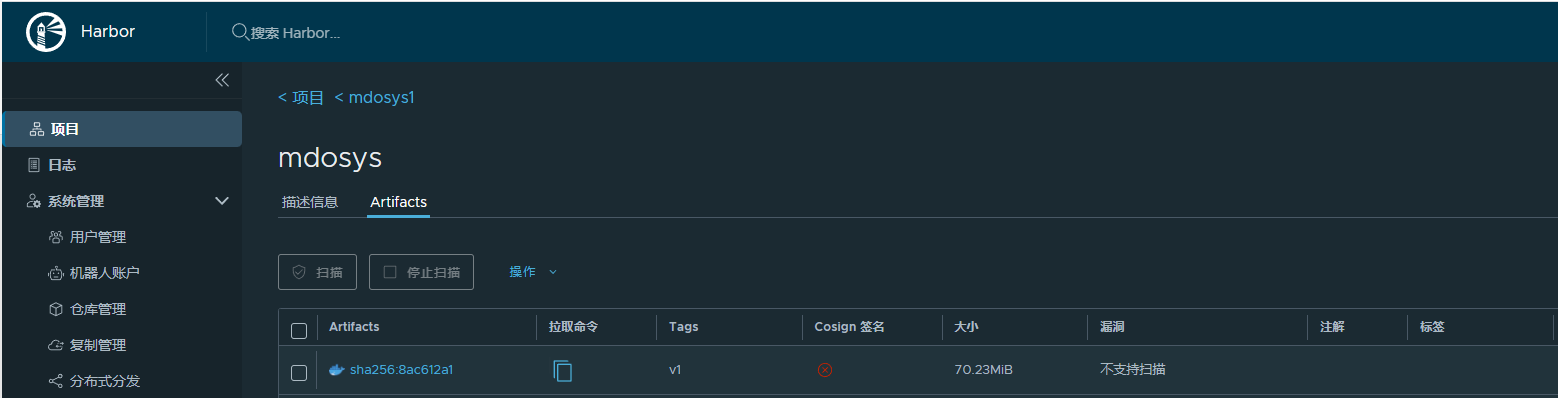 Harbor
搜索 Harbor...
< 项目 < mdosys1
项目
mdosys
日志
描述信息 Artifacts
系统管理
用户管理
机器人账户
扫描 停止扫描 操作
仓库管理
Artifacts 拉取命令 Tags Cosign 签名 大小 漏洞 注解 标签
复制管理
sha256:8ac612a1 v1 70.23MiB 不支持扫描
分布式分发